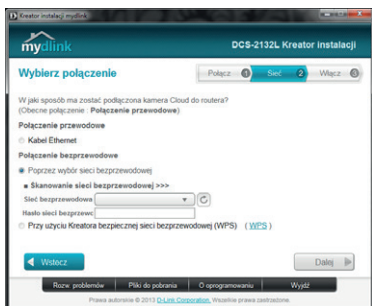 Kreator instalacji mydlink
mydlink
DCS-2132L Kreator instalacji
Wybierz połączenie
Połącz 1 Sieć 2 Włącz 3
W jaki sposób ma zostać podłączona kamera Cloud do routera?
(Obecne połączenie : Połączenie przewodowe)
Połączenie przewodowe
Kabel Ethernet
Połączenie bezprzewodowe
Poprzez wybór sieci bezprzewodowej
Skanowanie sieci bezprzewodowej >>>
Sieć bezprzewodowa
Hasło sieci bezprzewc
Przy użyciu Kreatora bezpiecznej sieci bezprzewodowej (WPS) (WPS)
Wstecz
Dalej
Rozw. problemów Pliki do pobrania O oprogramowaniu Wyjdź
Prawa autorskie © 2013 D-Link Corporation. Wszelkie prawa zastrzeżone.